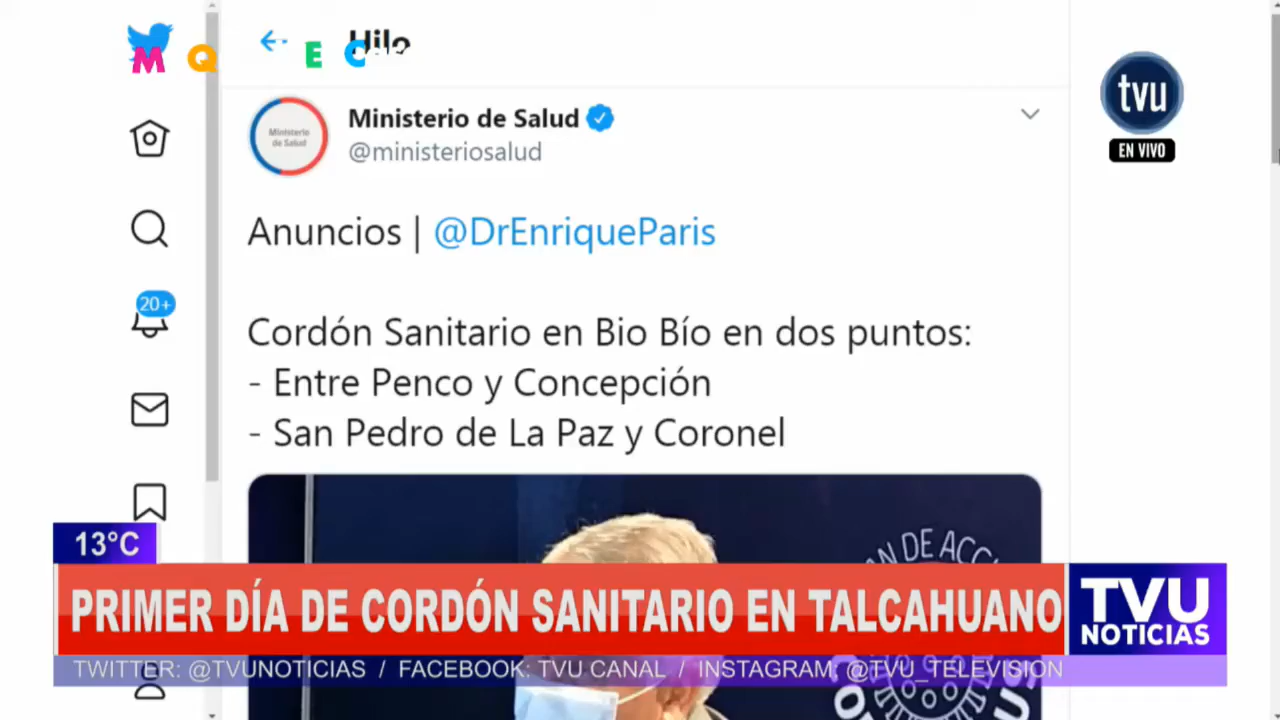 M Q E C
Hilo
Ministerio de Salud
Ministerio
de Salud
@ministeriosalud
tvu
EN VIVO
Anuncios | @DrEnriqueParis
20+
Cordón Sanitario en Bio Bío en dos puntos:
- Entre Penco y Concepción
- San Pedro de La Paz y Coronel
13°C
PRIMER DÍA DE CORDÓN SANITARIO EN TALCAHUANO
TVU
NOTICIAS
TWITTER: @TVUNOTICIAS / FACEBOOK: TVU CANAL / INSTAGRAM: @TVU_TELEVISION